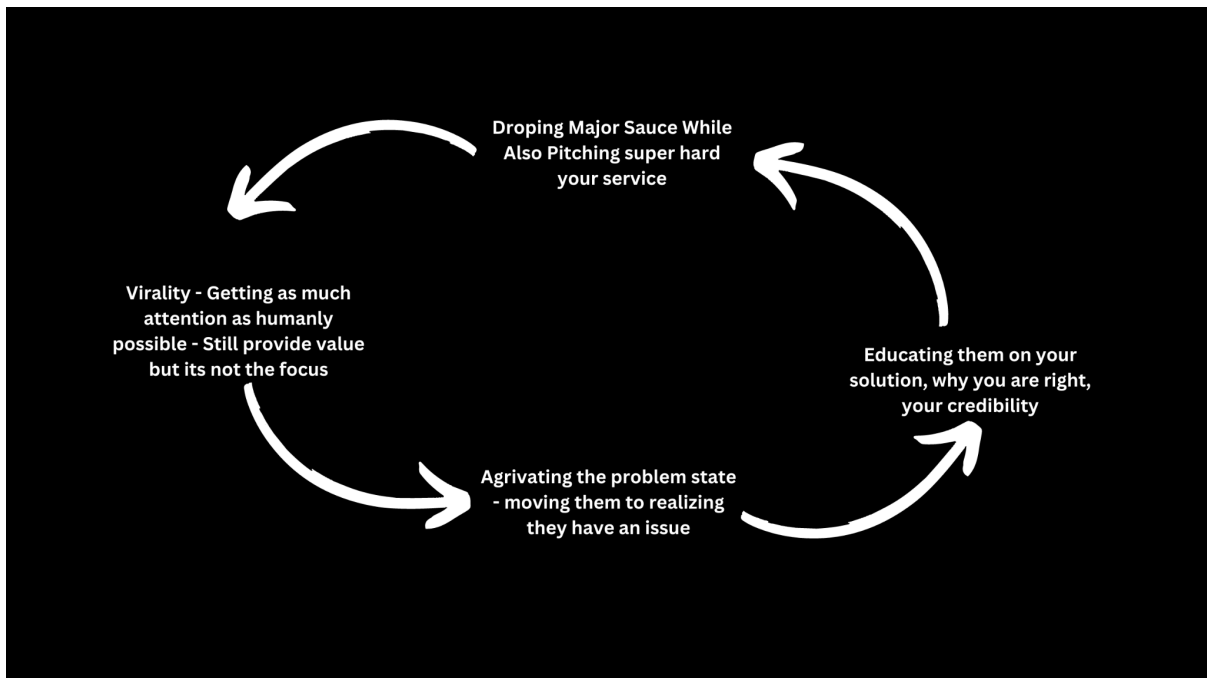 Droping Major Sauce While
Also Pitching super hard
your service
Virality - Getting as much
attention as humanly
possible - Still provide value
but its not the focus
Educating them on your
solution, why you are right,
your credibility
Agrivating the problem state
- moving them to realizing
they have an issue